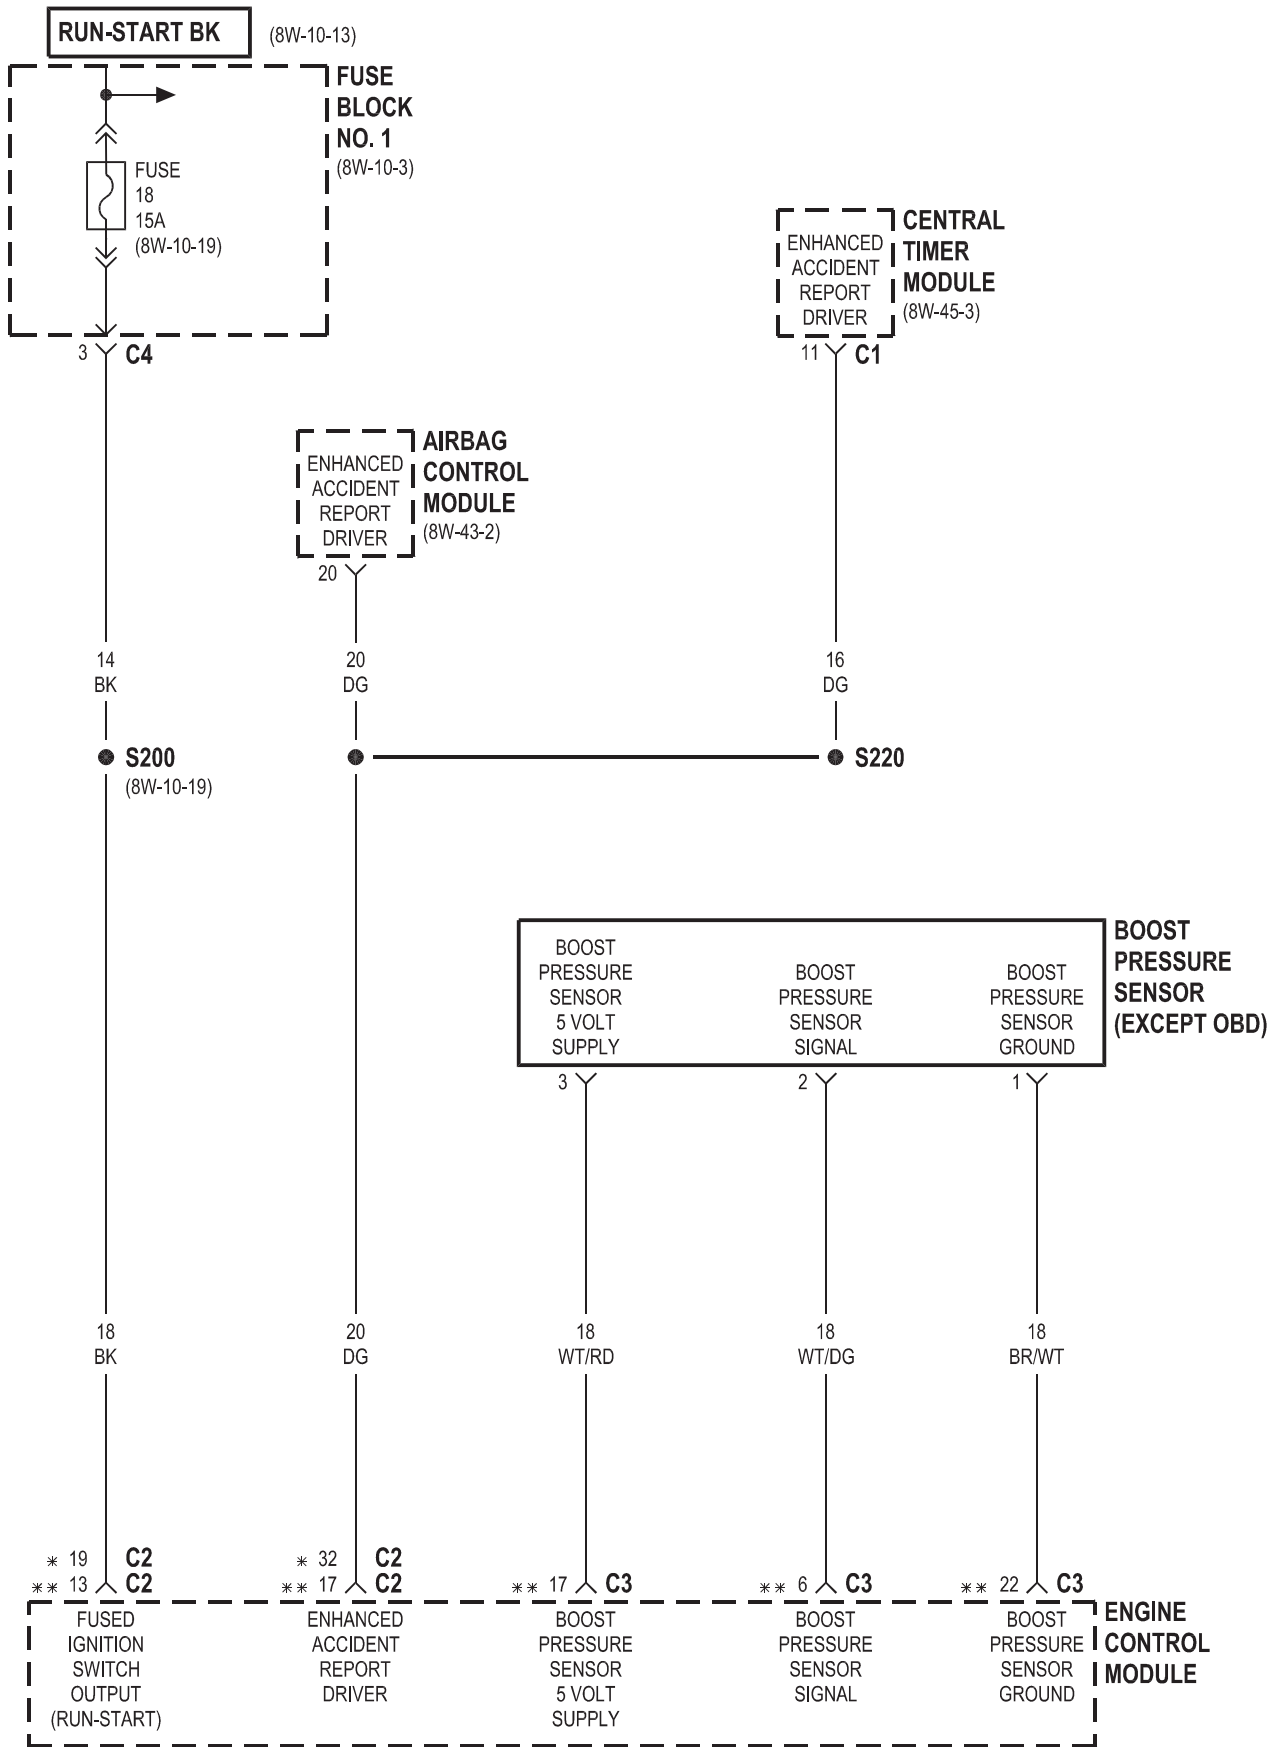 RUN-START BK (8W-10-13)
FUSE
BLOCK
NO. 1
(8W-10-3)
FUSE
18
15A
(8W-10-19)
3 C4
CENTRAL
TIMER
MODULE
(8W-45-3)
ENHANCED
ACCIDENT
REPORT
DRIVER
11 C1
AIRBAG
CONTROL
MODULE
(8W-43-2)
ENHANCED
ACCIDENT
REPORT
DRIVER
20
14
BK
20
DG
16
DG
S200
(8W-10-19)
S220
BOOST
PRESSURE
SENSOR
(EXCEPT OBD)
BOOST
PRESSURE
SENSOR
5 VOLT
SUPPLY
BOOST
PRESSURE
SENSOR
SIGNAL
BOOST
PRESSURE
SENSOR
GROUND
3
2
1
18
BK
20
DG
18
WT/RD
18
WT/DG
18
BR/WT
* 19 C2
** 13 C2
* 32 C2
** 17 C2
** 17 C3
** 6 C3
** 22 C3
FUSED
IGNITION
SWITCH
OUTPUT
(RUN-START)
ENHANCED
ACCIDENT
REPORT
DRIVER
BOOST
PRESSURE
SENSOR
5 VOLT
SUPPLY
BOOST
PRESSURE
SENSOR
SIGNAL
BOOST
PRESSURE
SENSOR
GROUND
ENGINE
CONTROL
MODULE